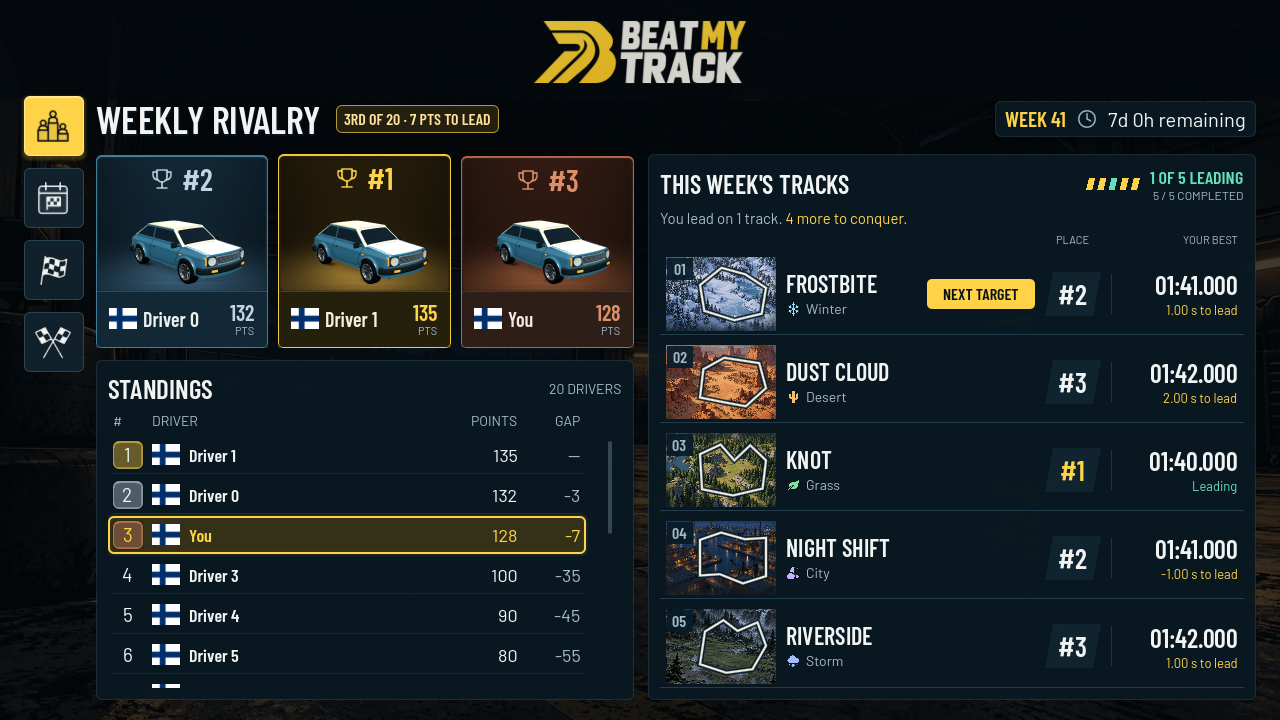 BEAT MY
TRACK
WEEKLY RIVALRY
3RD OF 20 · 7 PTS TO LEAD
WEEK 41
7d 0h remaining
#2
Driver 0
132
PTS
#1
Driver 1
135
PTS
#3
You
128
PTS
STANDINGS
20 DRIVERS
# DRIVER POINTS GAP
1 Driver 1 135 —
2 Driver 0 132 -3
3 You 128 -7
4 Driver 3 100 -35
5 Driver 4 90 -45
6 Driver 5 80 -55
THIS WEEK'S TRACKS
1 OF 5 LEADING
5 / 5 COMPLETED
You lead on 1 track. 4 more to conquer.
PLACE YOUR BEST
01
FROSTBITE
Winter
NEXT TARGET
#2
01:41.000
1.00 s to lead
02
DUST CLOUD
Desert
#3
01:42.000
2.00 s to lead
03
KNOT
Grass
#1
01:40.000
Leading
04
NIGHT SHIFT
City
#2
01:41.000
-1.00 s to lead
05
RIVERSIDE
Storm
#3
01:42.000
1.00 s to lead